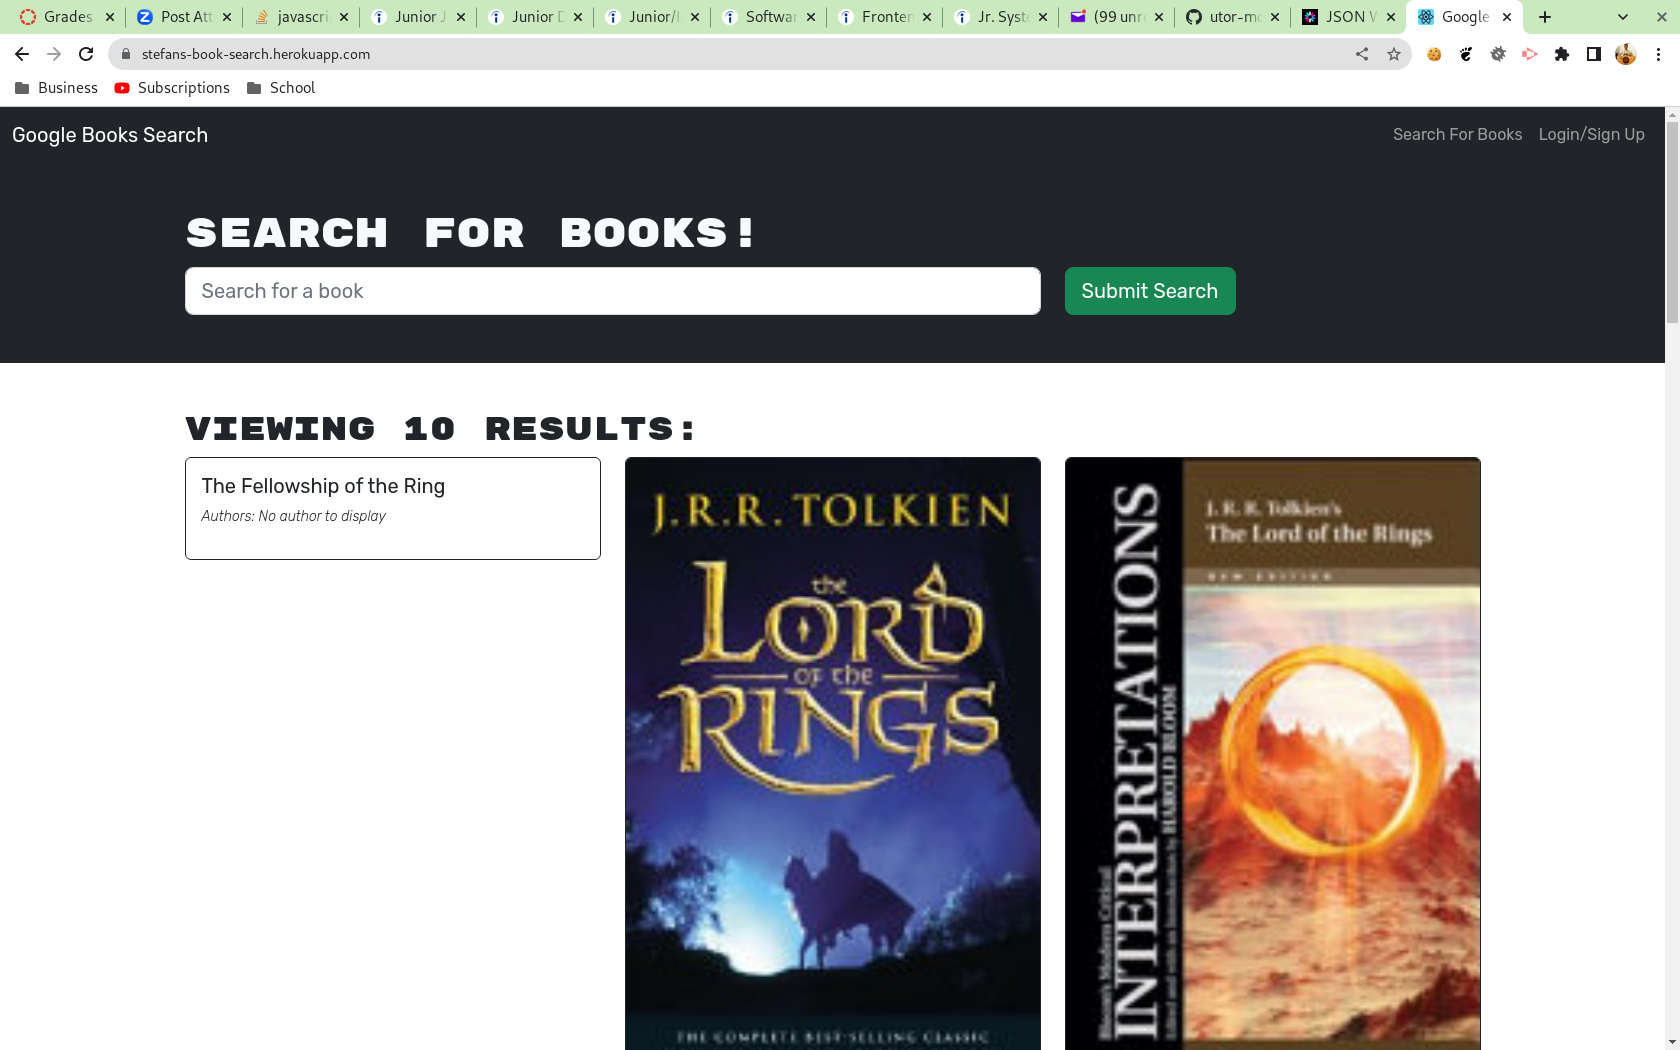 Grades
Post Att
javascri
Junior J
Junior D
Junior/I
Softwar
Fronten
Jr. Syste
(99 unr
utor-mo
JSON W
Google
stefans-book-search.herokuapp.com
Business
Subscriptions
School
Google Books Search
Search For Books
Login/Sign Up
SEARCH FOR BOOKS!
Search for a book
Submit Search
VIEWING 10 RESULTS:
The Fellowship of the Ring
Authors: No author to display
J.R.R. TOLKIEN
the
LORD
OF the
RINGS
THE COMPLETE BEST-SELLING CLASSIC
Bloom's Modern Critical
INTERPRETATIONS
Edited and with an Introduction by HAROLD BLOOM
J. R. R. Tolkien's
The Lord of the Rings
NEW EDITION